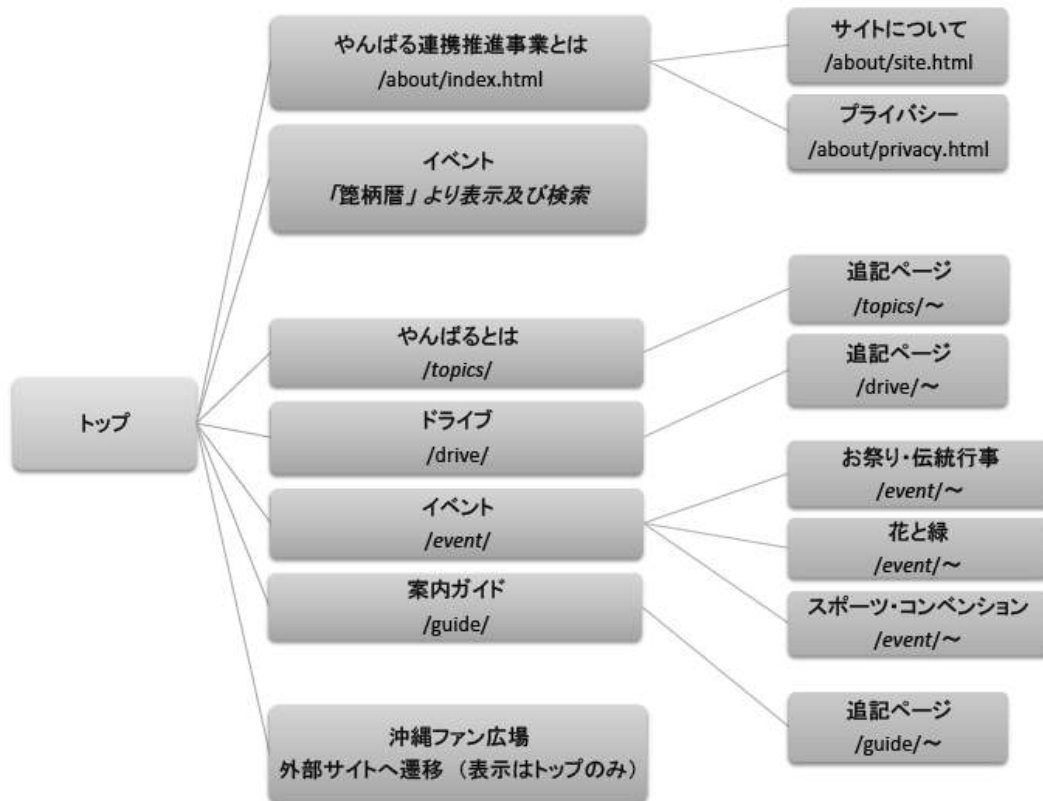 トップ
やんばる連携推進事業とは
/about/index.html
サイトについて
/about/site.html
プライバシー
/about/privacy.html
イベント
「箆柄暦」より表示及び検索
やんばるとは
/topics/
追記ページ
/topics/～
ドライブ
/drive/
追記ページ
/drive/～
イベント
/event/
お祭り・伝統行事
/event/～
花と緑
/event/～
スポーツ・コンベンション
/event/～
案内ガイド
/guide/
追記ページ
/guide/～
沖縄ファン広場
外部サイトへ遷移 （表示はトップのみ）